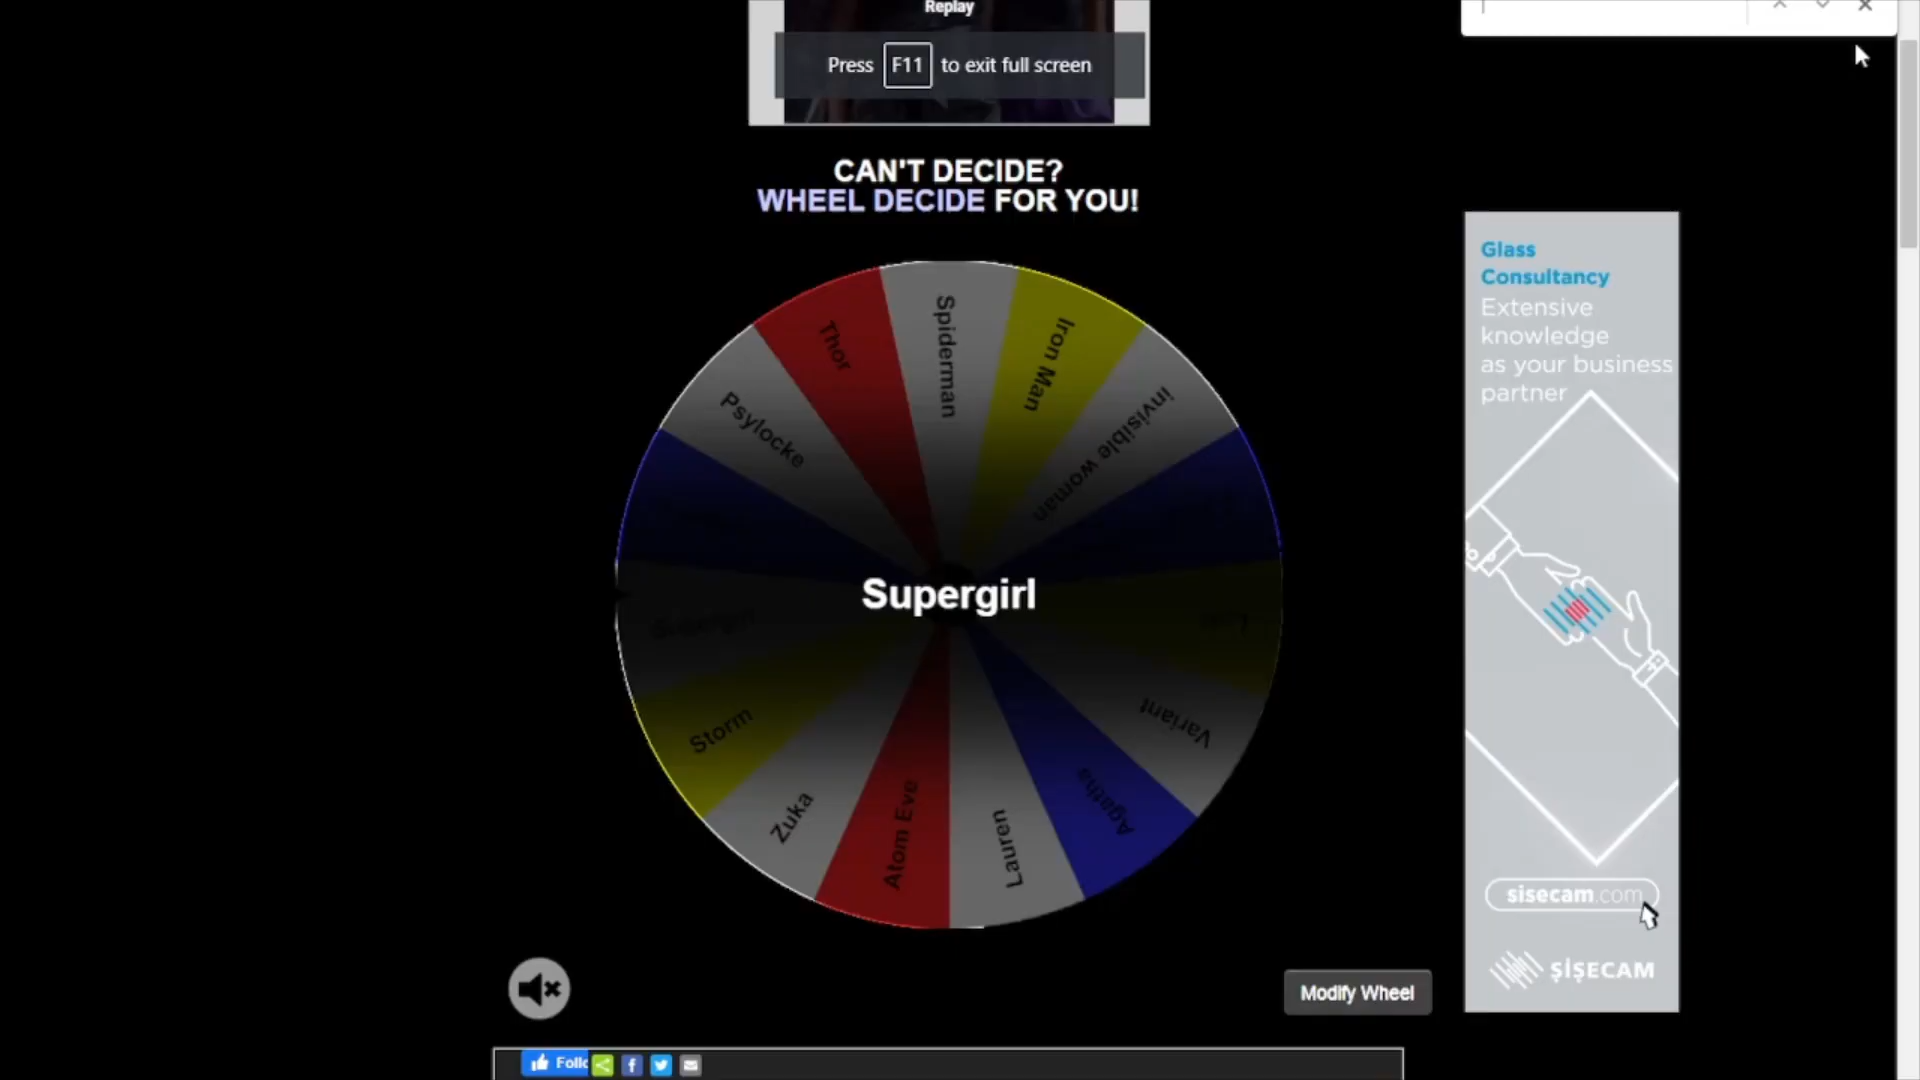 Replay
Press F11 to exit full screen
CAN'T DECIDE?
WHEEL DECIDE FOR YOU!
Glass
Consultancy
Extensive
knowledge
as your business
partner
Spiderman
Iron Man
Thor
invisible woman
Psylocke
Supergirl
Supergirl
Storm
Variant
Zuka
Agatha
Atom Eve
Lauren
sisecam.com
ŞİŞECAM
Modify Wheel
Follo